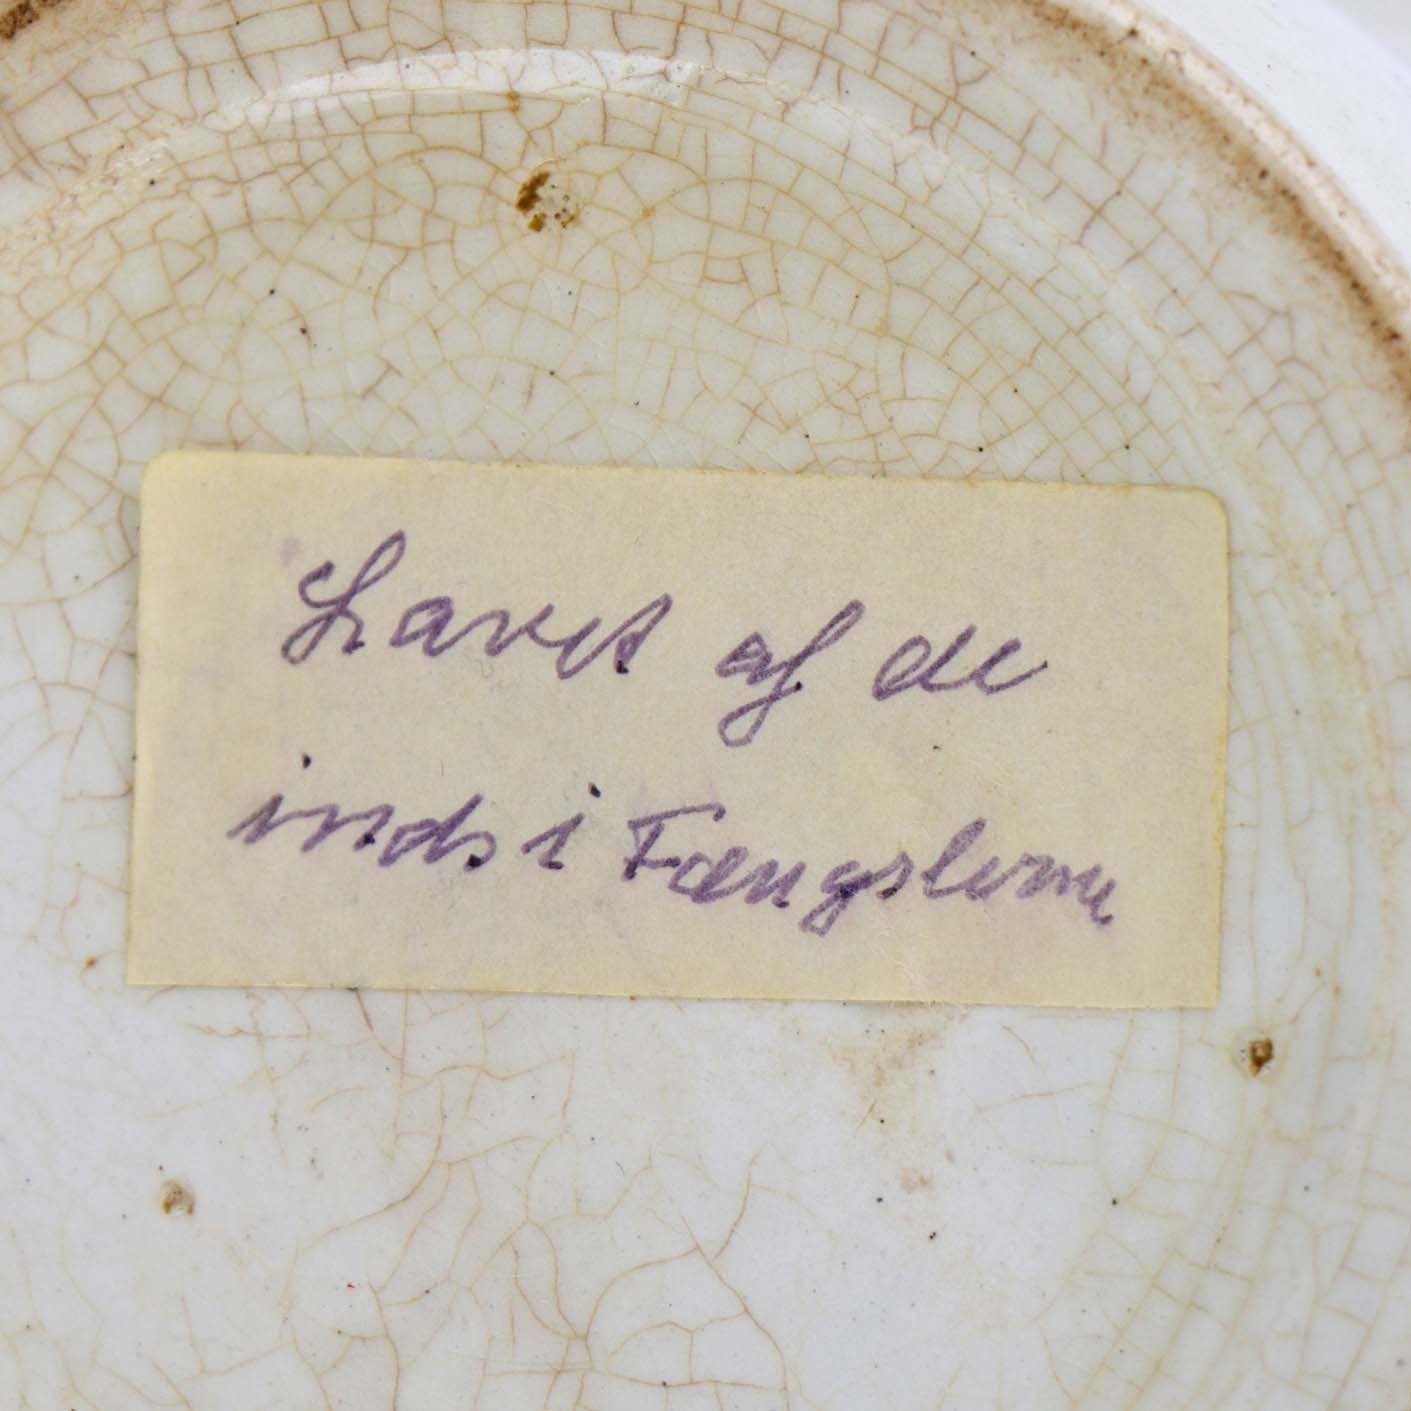 Lavet af de
inds i Fængslerne